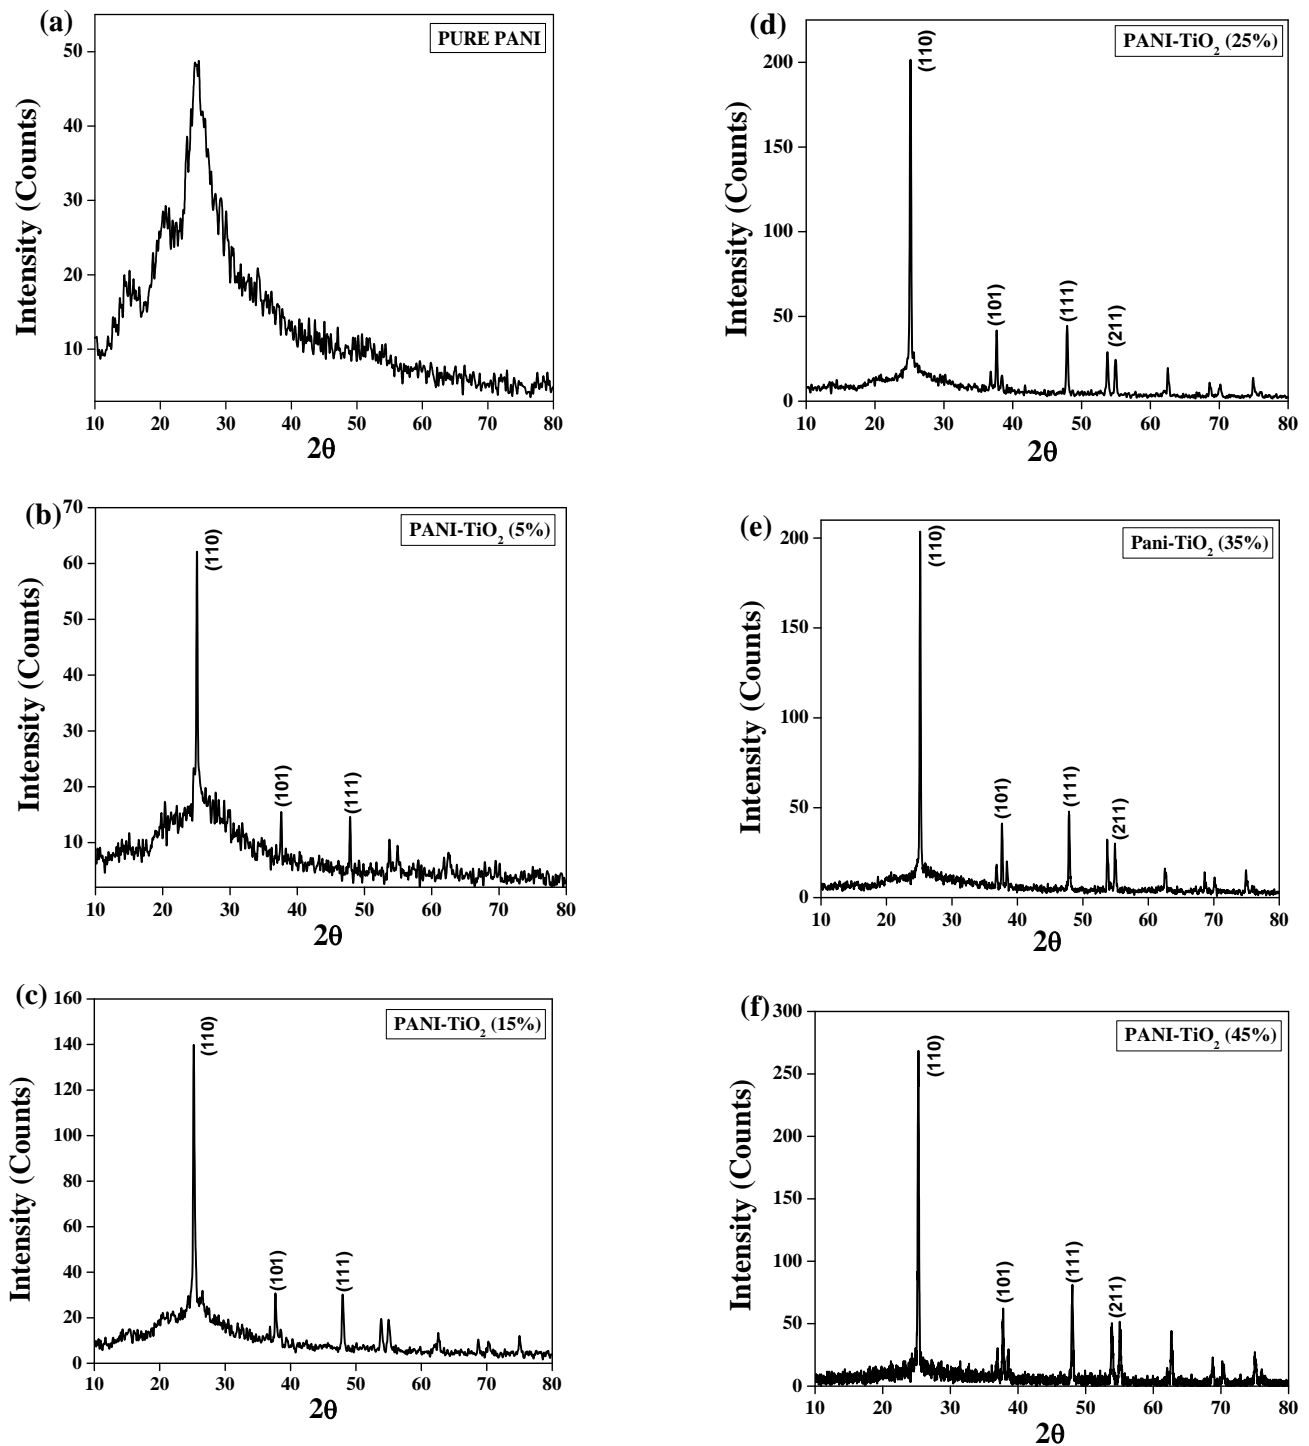 (a)
PURE PANI
Intensity (Counts)
50
40
30
20
10
10 20 30 40 50 60 70 80
2θ
(b)
PANI-TiO₂ (5%)
Intensity (Counts)
70
60
50
40
30
20
10
(110)
(101)
(111)
10 20 30 40 50 60 70 80
2θ
(c)
PANI-TiO₂ (15%)
Intensity (Counts)
160
140
120
100
80
60
40
20
0
(110)
(101)
(111)
10 20 30 40 50 60 70 80
2θ
(d)
PANI-TiO₂ (25%)
Intensity (Counts)
200
150
100
50
0
(110)
(101)
(111)
(211)
10 20 30 40 50 60 70 80
2θ
(e)
Pani-TiO₂ (35%)
Intensity (Counts)
200
150
100
50
0
(110)
(101)
(111)
(211)
10 20 30 40 50 60 70 80
2θ
(f)
PANI-TiO₂ (45%)
Intensity (Counts)
300
250
200
150
100
50
0
(110)
(101)
(111)
(211)
10 20 30 40 50 60 70 80
2θ